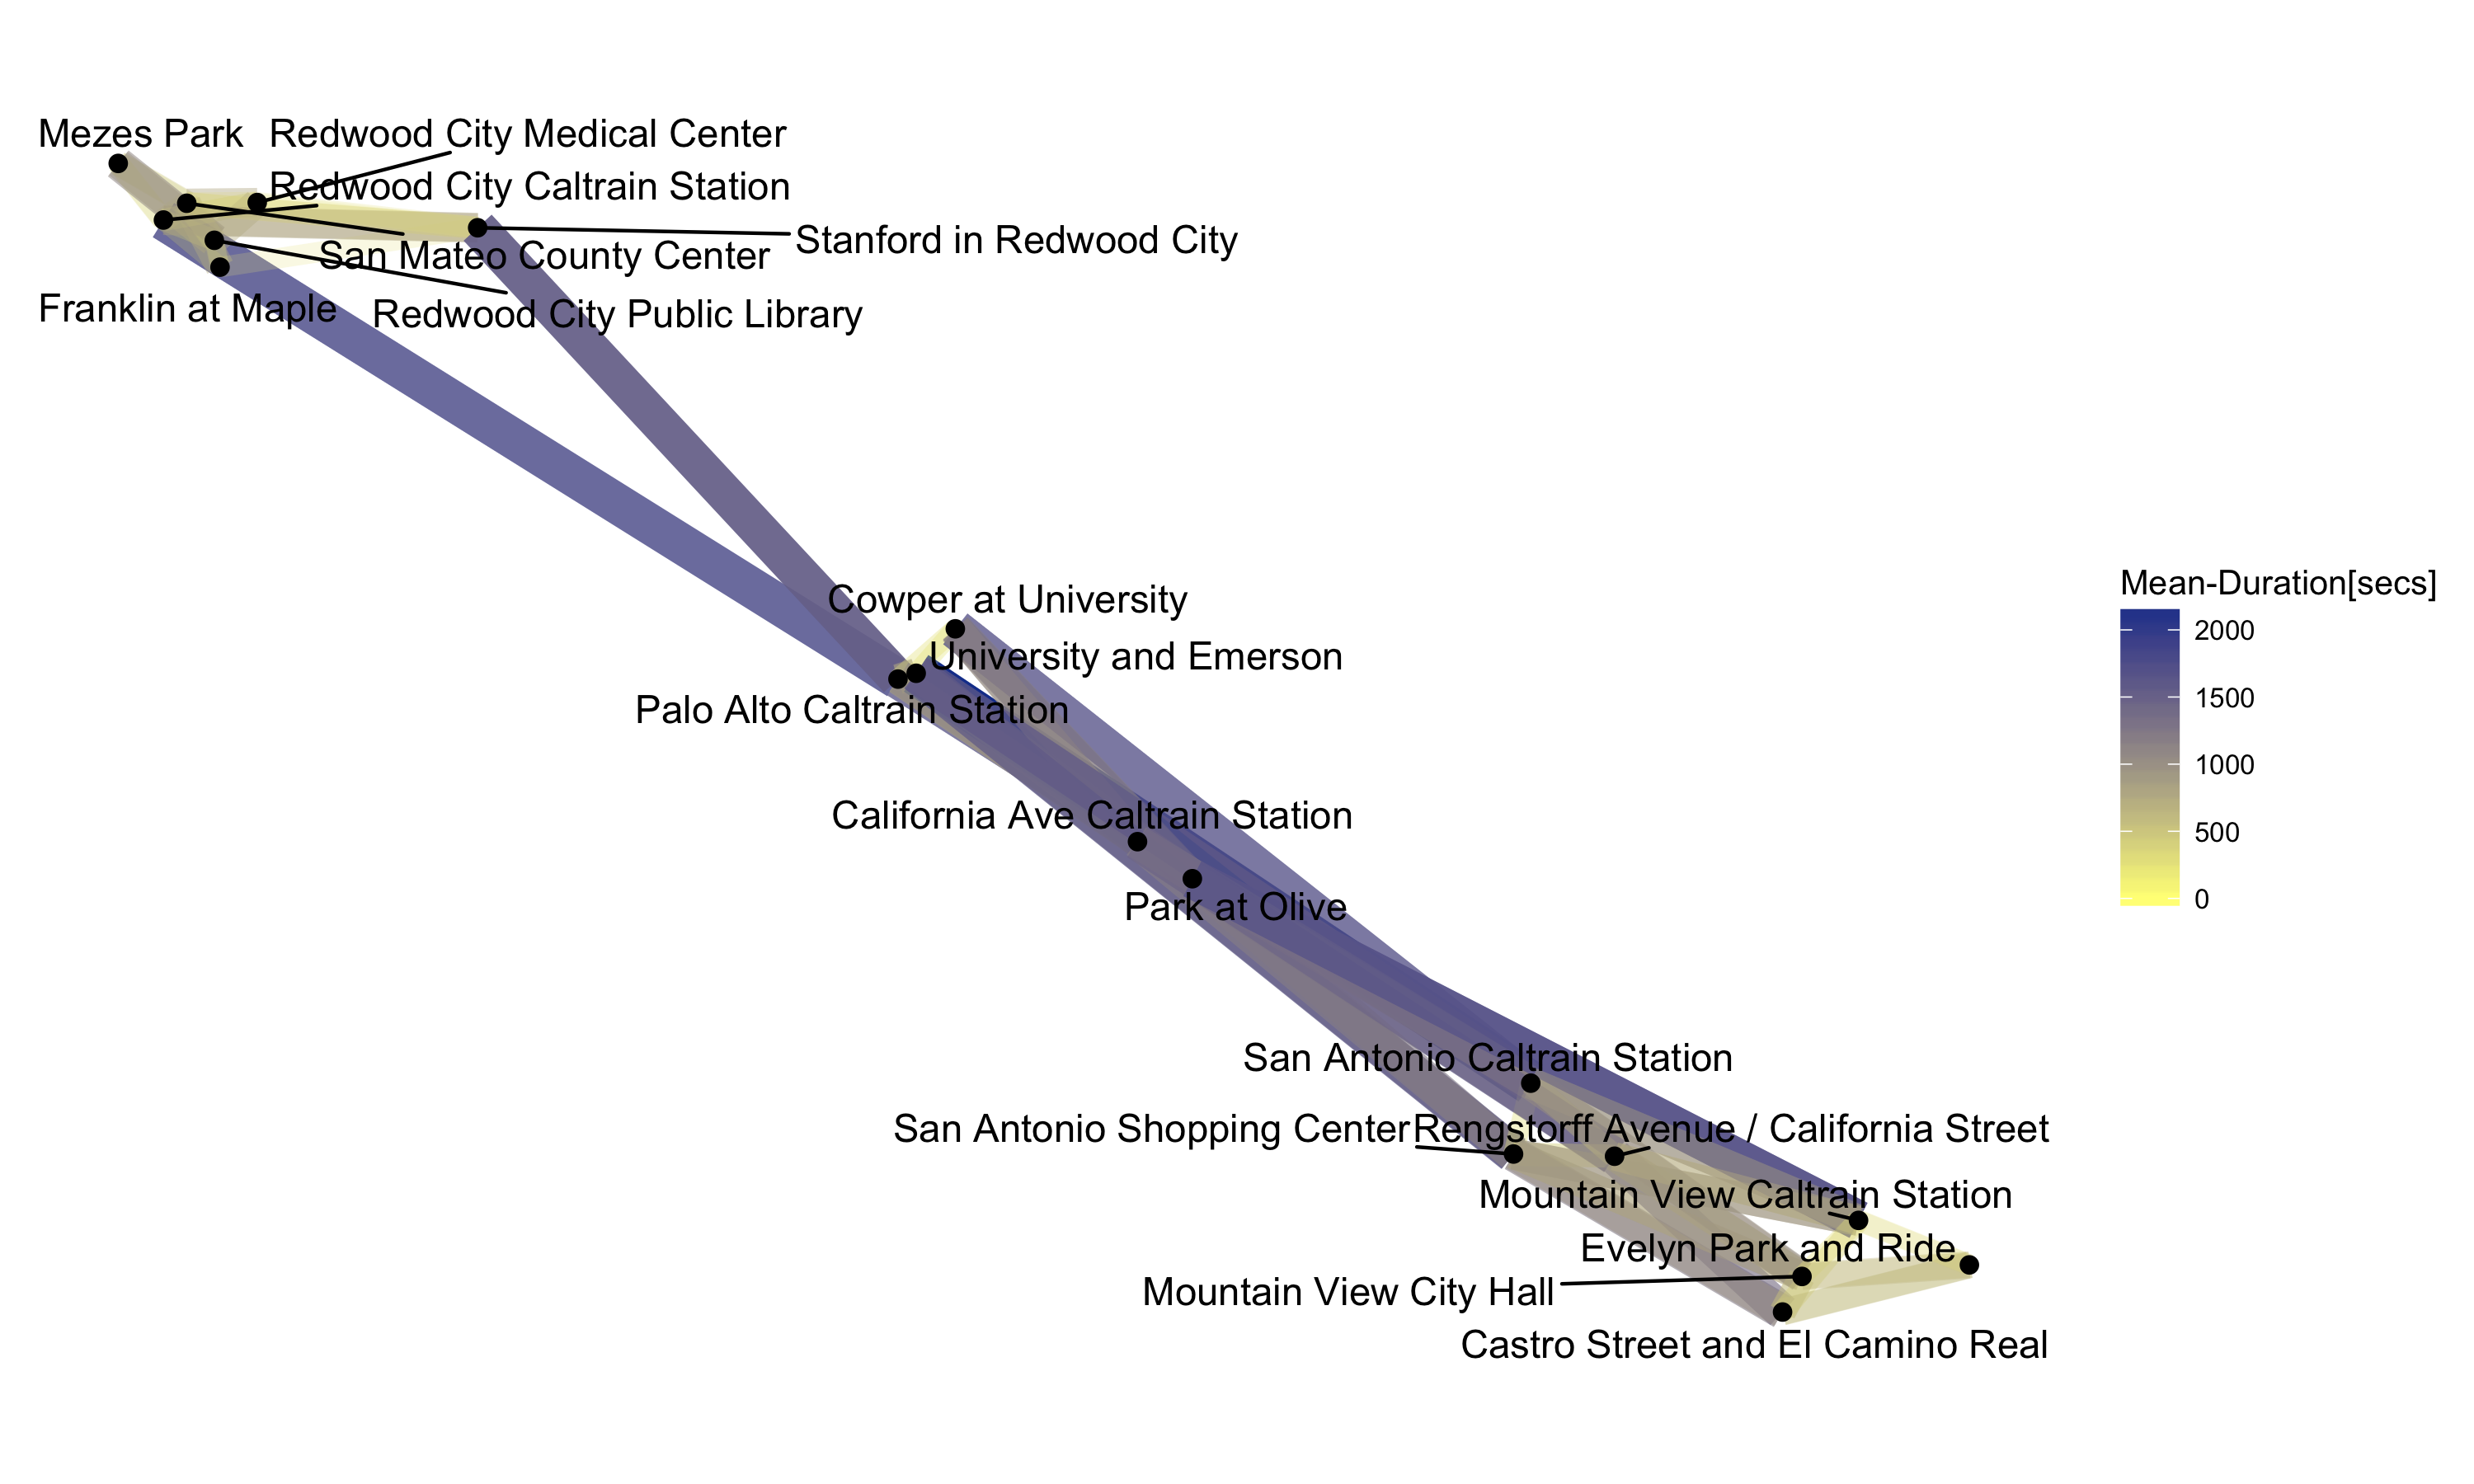 Mezes Park
Redwood City Medical Center
Redwood City Caltrain Station
Stanford in Redwood City
San Mateo County Center
Franklin at Maple
Redwood City Public Library
Cowper at University
University and Emerson
Palo Alto Caltrain Station
California Ave Caltrain Station
Park at Olive
San Antonio Caltrain Station
San Antonio Shopping Center
Rengstorff Avenue / California Street
Mountain View Caltrain Station
Evelyn Park and Ride
Mountain View City Hall
Castro Street and El Camino Real
Mean-Duration[secs]
2000
1500
1000
500
0